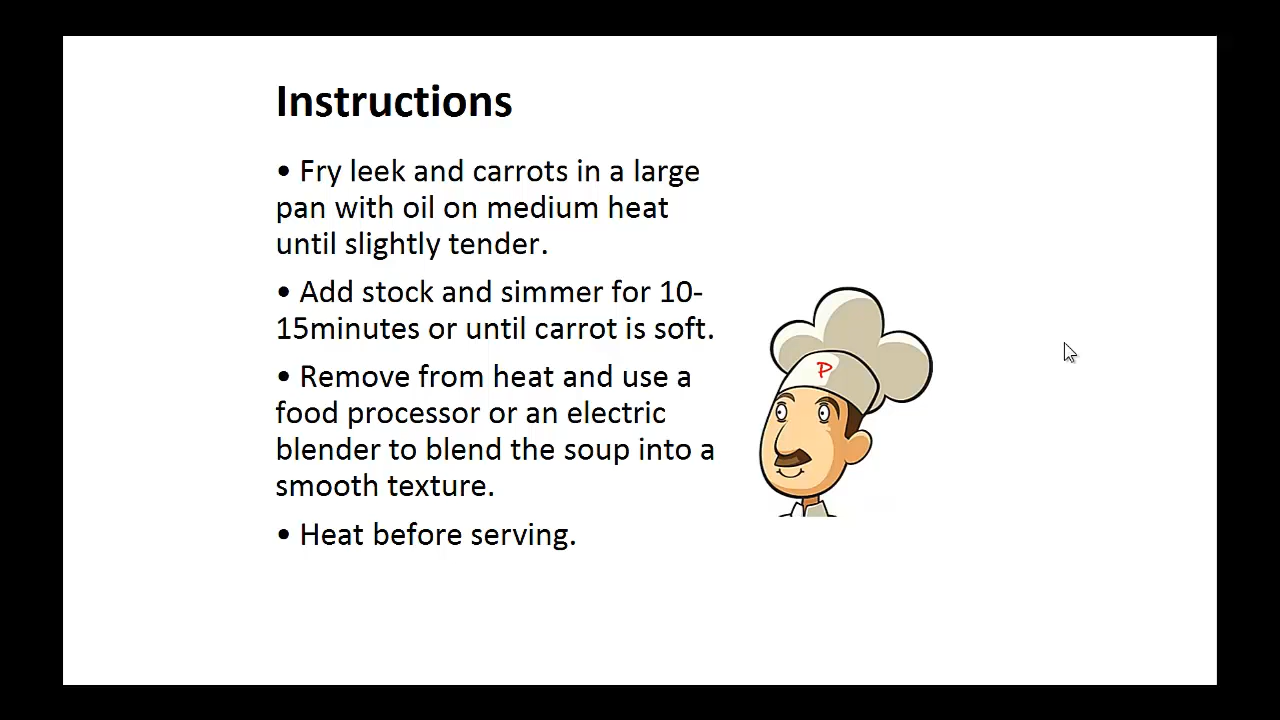 Instructions
• Fry leek and carrots in a large
pan with oil on medium heat
until slightly tender.
• Add stock and simmer for 10-
15minutes or until carrot is soft.
• Remove from heat and use a
food processor or an electric
blender to blend the soup into a
smooth texture.
• Heat before serving.
P